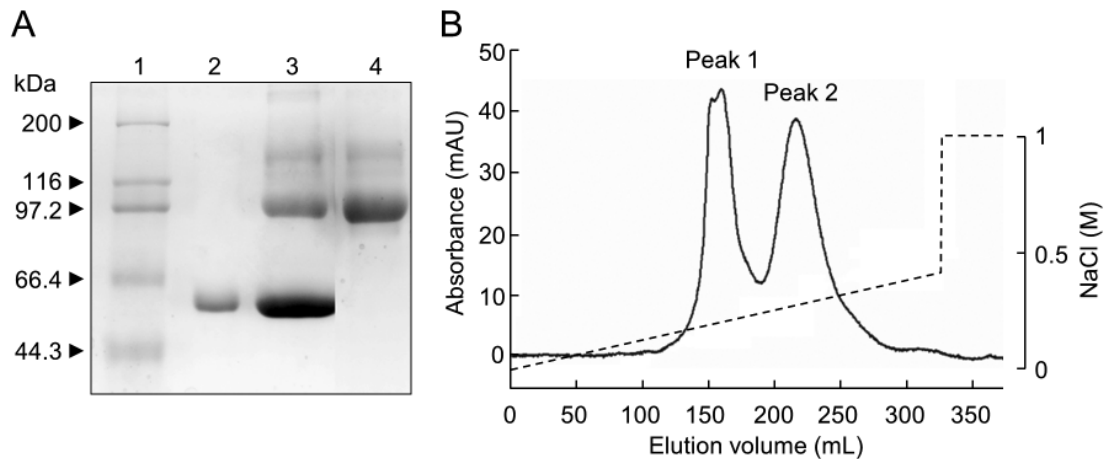 A
kDa
1 2 3 4
200
116
97.2
66.4
44.3
B
Peak 1
Peak 2
50
40
30
20
10
0
Absorbance (mAU)
1
0.5
0
NaCl (M)
0 50 100 150 200 250 300 350
Elution volume (mL)